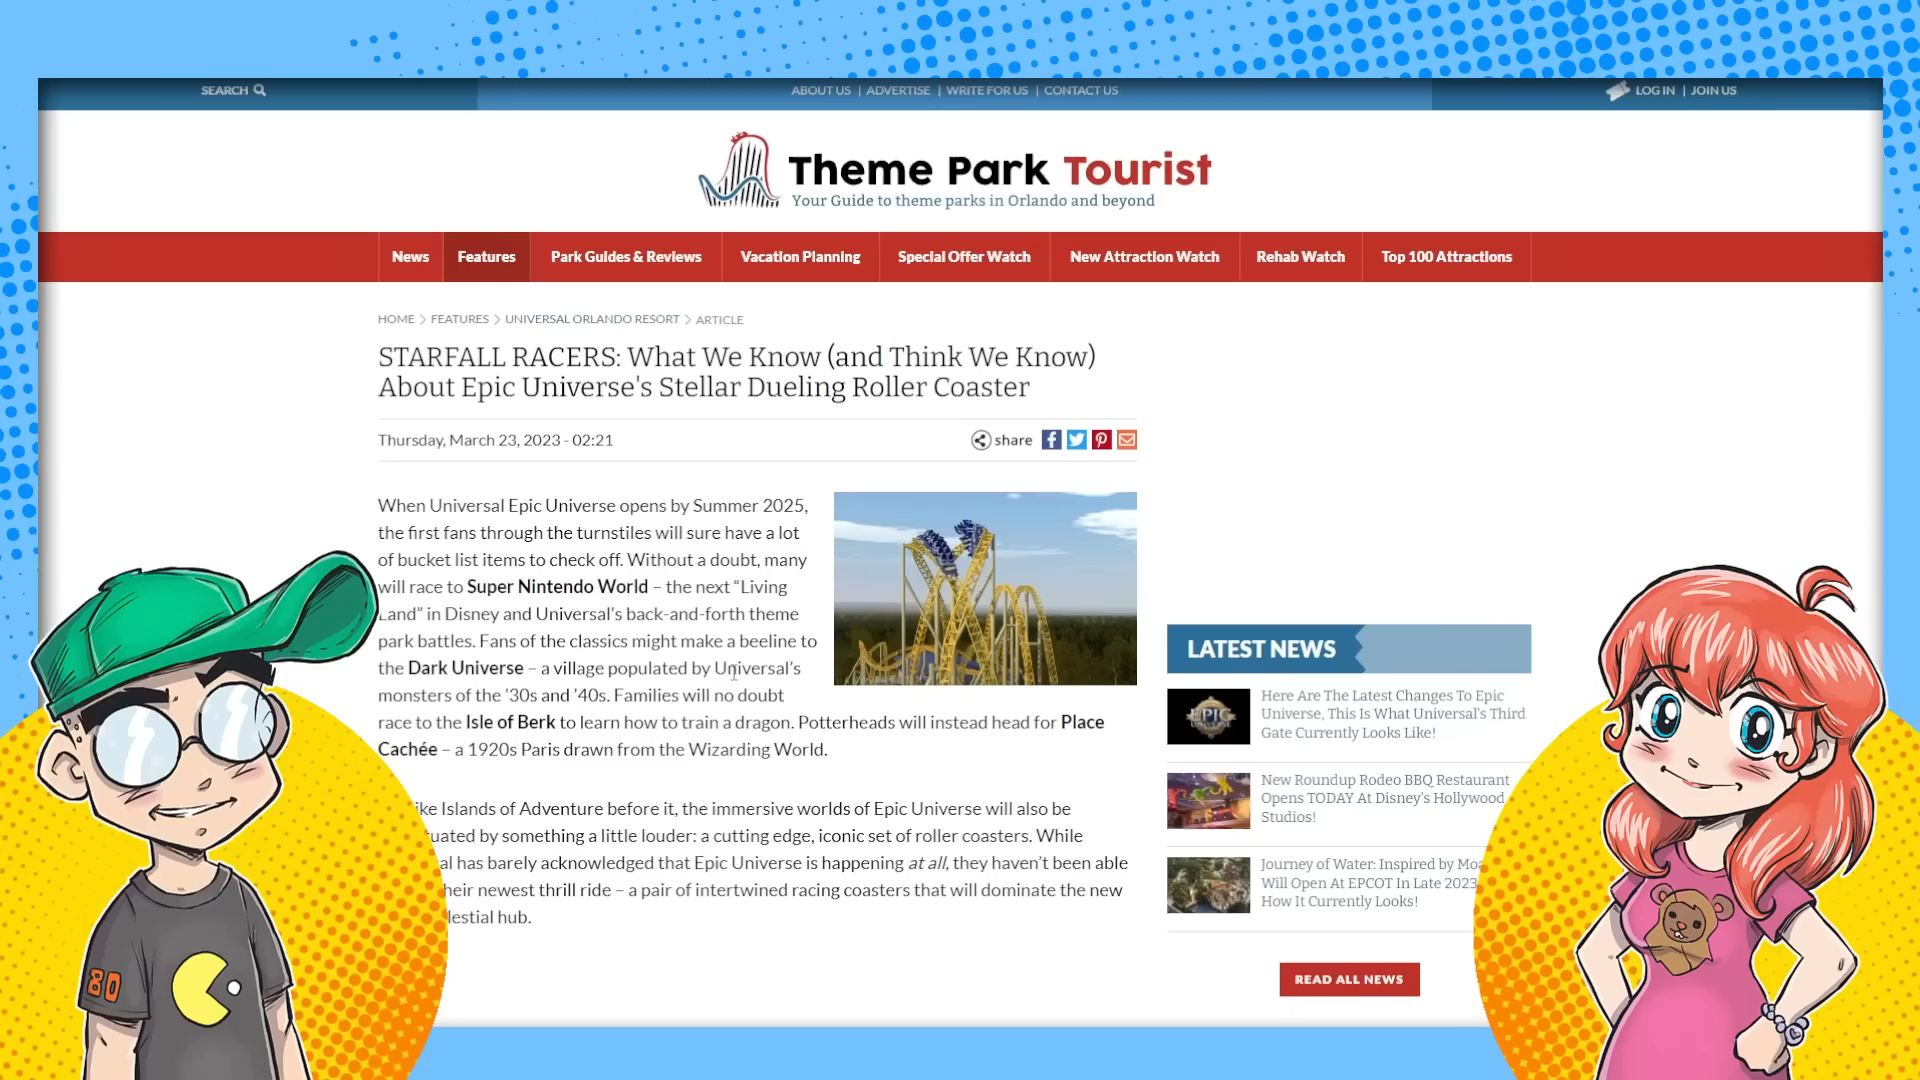 SEARCH
ABOUT US | ADVERTISE | WRITE FOR US | CONTACT US
LOG IN | JOIN US
Theme Park Tourist
Your Guide to theme parks in Orlando and beyond
News
Features
Park Guides & Reviews
Vacation Planning
Special Offer Watch
New Attraction Watch
Rehab Watch
Top 100 Attractions
HOME > FEATURES > UNIVERSAL ORLANDO RESORT > ARTICLE
STARFALL RACERS: What We Know (and Think We Know)
About Epic Universe's Stellar Dueling Roller Coaster
Thursday, March 23, 2023 - 02:21
share
When Universal Epic Universe opens by Summer 2025,
the first fans through the turnstiles will sure have a lot
of bucket list items to check off. Without a doubt, many
will race to Super Nintendo World – the next “Living
Land” in Disney and Universal’s back-and-forth theme
park battles. Fans of the classics might make a beeline to
the Dark Universe – a village populated by Universal’s
monsters of the ’30s and ’40s. Families will no doubt
race to the Isle of Berk to learn how to train a dragon. Potterheads will instead head for Place
Cachée – a 1920s Paris drawn from the Wizarding World.
Islands of Adventure before it, the immersive worlds of Epic Universe will also be
by something a little louder: a cutting edge, iconic set of roller coasters. While
has barely acknowledged that Epic Universe is happening at all, they haven’t been able
newest thrill ride – a pair of intertwined racing coasters that will dominate the new
hub.
LATEST NEWS
EPIC
Here Are The Latest Changes To Epic
Universe, This Is What Universal's Third
Gate Currently Looks Like!
New Roundup Rodeo BBQ Restaurant
Opens TODAY At Disney's Hollywood
Studios!
Journey of Water: Inspired by
Will Open At EPCOT In Late 2023
How It Currently Looks!
READ ALL NEWS
80